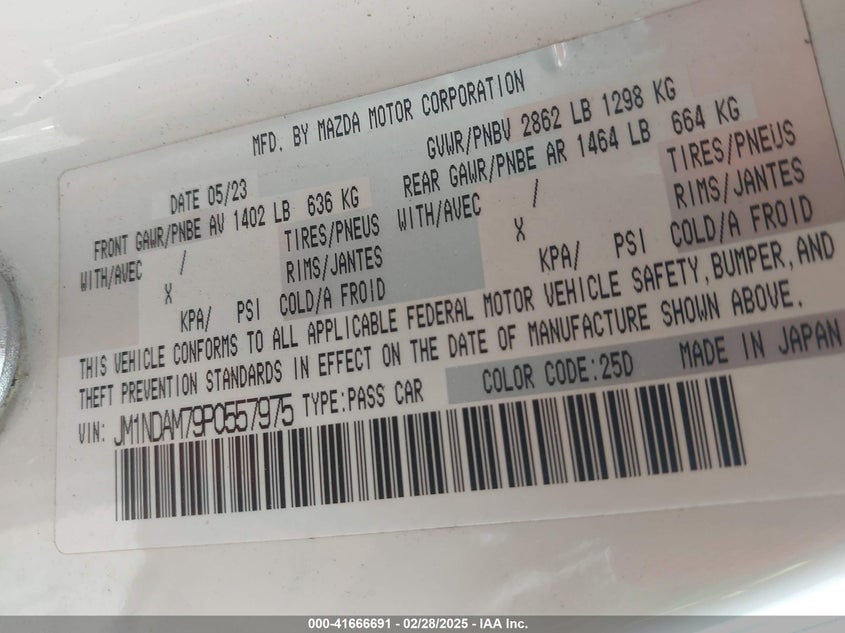 MFD. BY MAZDA MOTOR CORPORATION
DATE 05/23
GVWR/PNBV 2862 LB 1298 KG
FRONT GAWR/PNBE AV 1402 LB 636 KG
REAR GAWR/PNBE AR 1464 LB 664 KG
WITH/AVEC / TIRES/PNEUS
WITH/AVEC / TIRES/PNEUS
X RIMS/JANTES
X RIMS/JANTES
KPA/ PSI COLD/A FROID
KPA/ PSI COLD/A FROID
THIS VEHICLE CONFORMS TO ALL APPLICABLE FEDERAL MOTOR VEHICLE SAFETY, BUMPER, AND
THEFT PREVENTION STANDARDS IN EFFECT ON THE DATE OF MANUFACTURE SHOWN ABOVE.
VIN: JM1NDAM79P0557975 TYPE:PASS CAR COLOR CODE:25D MADE IN JAPAN
000-41666691 - 02/28/2025 - IAA Inc.